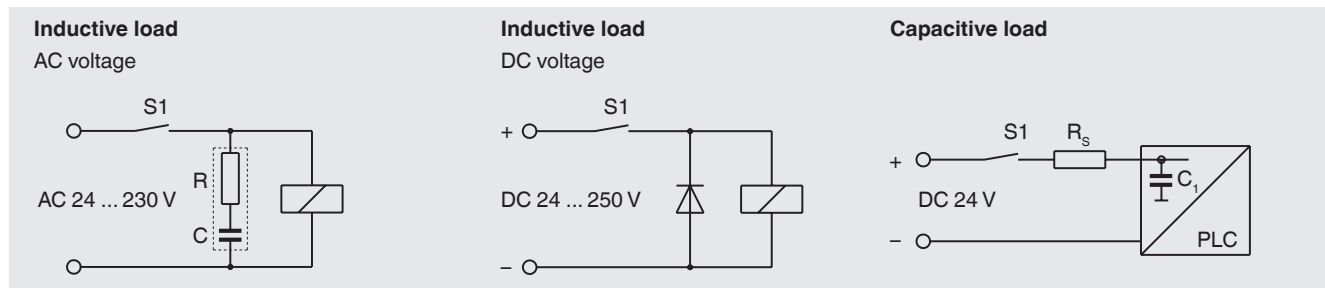 Inductive load
AC voltage
S1
R
AC 24 ... 230 V
C
Inductive load
DC voltage
S1
+
DC 24 ... 250 V
–
Capacitive load
S1
RS
+
C1
DC 24 V
–
PLC